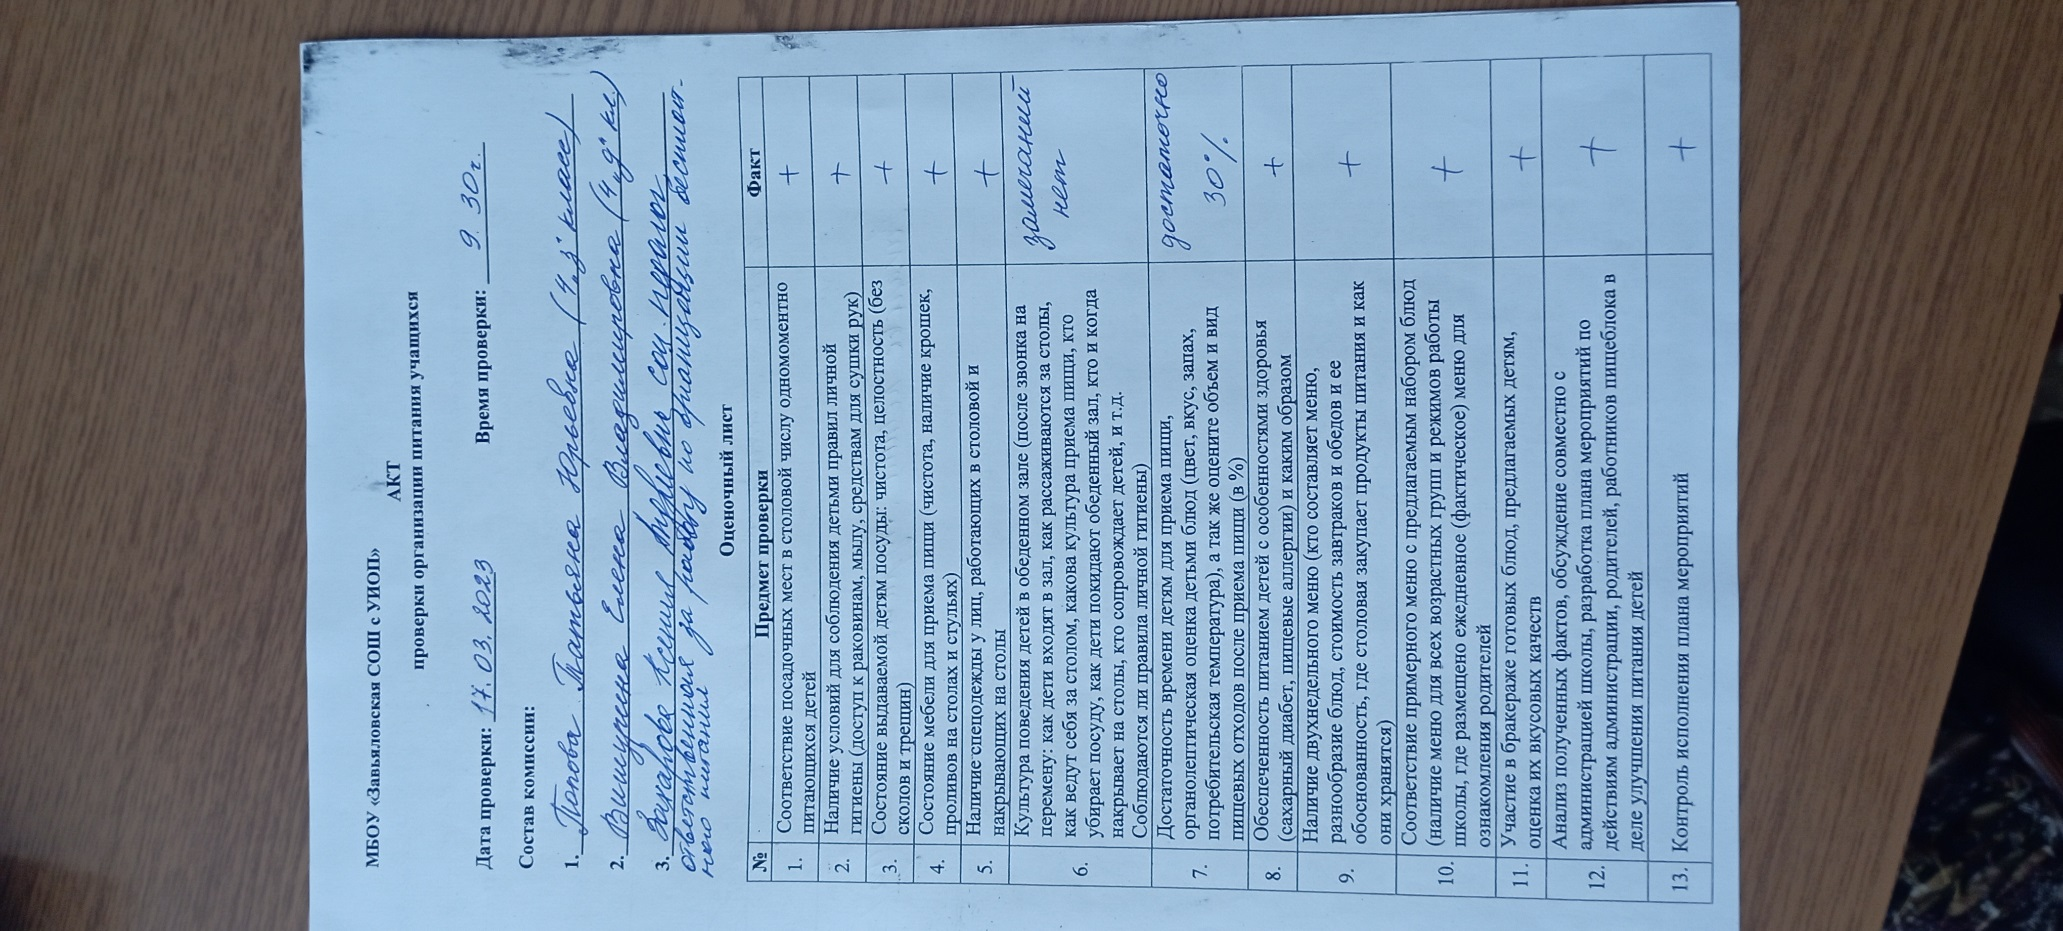 МБОУ «Завьяловская СОШ с УИОП»
АКТ
проверки организации питания учащихся
Дата проверки: 17.03.2023 Время проверки: 9.30г.
Состав комиссии:
1. Попова Татьяна Юрьевна (4„З" класс)
2. Вишнурина Елена Владимировна (4„д" кл.)
3. Захарова Ксения соц. педагог
ответственная за работу по организации бесплат-
ного питания
Оценочный лист
№ Предмет проверки Факт
1. Соответствие посадочных мест в столовой числу одномоментно +
питающихся детей
2. Наличие условий для соблюдения детьми правил личной +
гигиены (доступ к раковинам, мылу, средствам для сушки рук)
3. Состояние выдаваемой детям посуды: чистота, целостность (без +
сколов и трещин)
4. Состояние мебели для приема пищи (чистота, наличие крошек, +
проливов на столах и стульях)
5. Наличие спецодежды у лиц, работающих в столовой и +
накрывающих на столы
6. Культура поведения детей в обеденном зале (после звонка на замечаний
перемену: как дети входят в зал, как рассаживаются за столы, нет
как ведут себя за столом, какова культура приема пищи, кто
убирает посуду, как дети покидают обеденный зал, кто и когда
накрывает на столы, кто сопровождает детей, и т.д.
Соблюдаются ли правила личной гигиены)
7. Достаточность времени детям для приема пищи, достаточно
органолептическая оценка детьми блюд (цвет, вкус, запах,
потребительская температура), а так же оцените объем и вид 30%
пищевых отходов после приема пищи (в %)
8. Обеспеченность питанием детей с особенностями здоровья +
(сахарный диабет, пищевые аллергии) и каким образом
9. Наличие двухнедельного меню (кто составляет меню, +
разнообразие блюд, стоимость завтраков и обедов и ее
обоснованность, где столовая закупает продукты питания и как
они хранятся)
10. Соответствие примерного меню с предлагаемым набором блюд +
(наличие меню для всех возрастных групп и режимов работы
школы, где размещено ежедневное (фактическое) меню для
ознакомления родителей
11. Участие в бракераже готовых блюд, предлагаемых детям, +
оценка их вкусовых качеств
12. Анализ полученных фактов, обсуждение совместно с +
администрацией школы, разработка плана мероприятий по
действиям администрации, родителей, работников пищеблока в
деле улучшения питания детей
13. Контроль исполнения плана мероприятий +